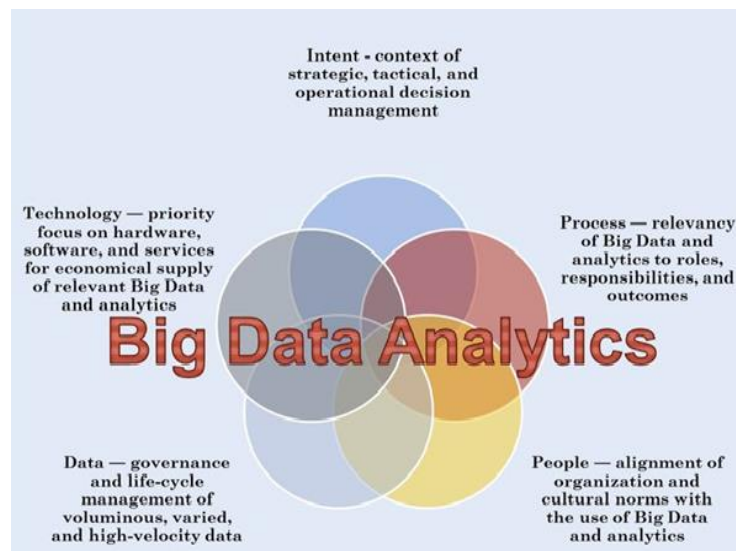 Intent - context of
strategic, tactical, and
operational decision
management
Technology — priority
focus on hardware,
software, and services
for economical supply
of relevant Big Data
and analytics
Process — relevancy
of Big Data and
analytics to roles,
responsibilities, and
outcomes
Big Data Analytics
Data — governance
and life-cycle
management of
voluminous, varied,
and high-velocity data
People — alignment of
organization and
cultural norms with
the use of Big Data
and analytics